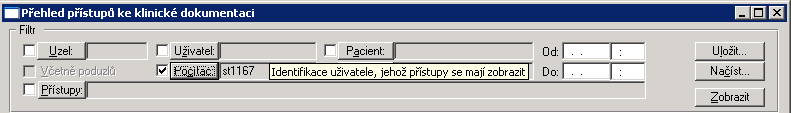 Přehled přístupů ke klinické dokumentaci
Filtr
Uzel: Uživatel: Pacient: Od: . . : Uložit...
Včetně poduzlů Počítač: st1167 Identifikace uživatele, jehož přístupy se mají zobrazit Do: . . : Načíst...
Přístupy: Zobrazit